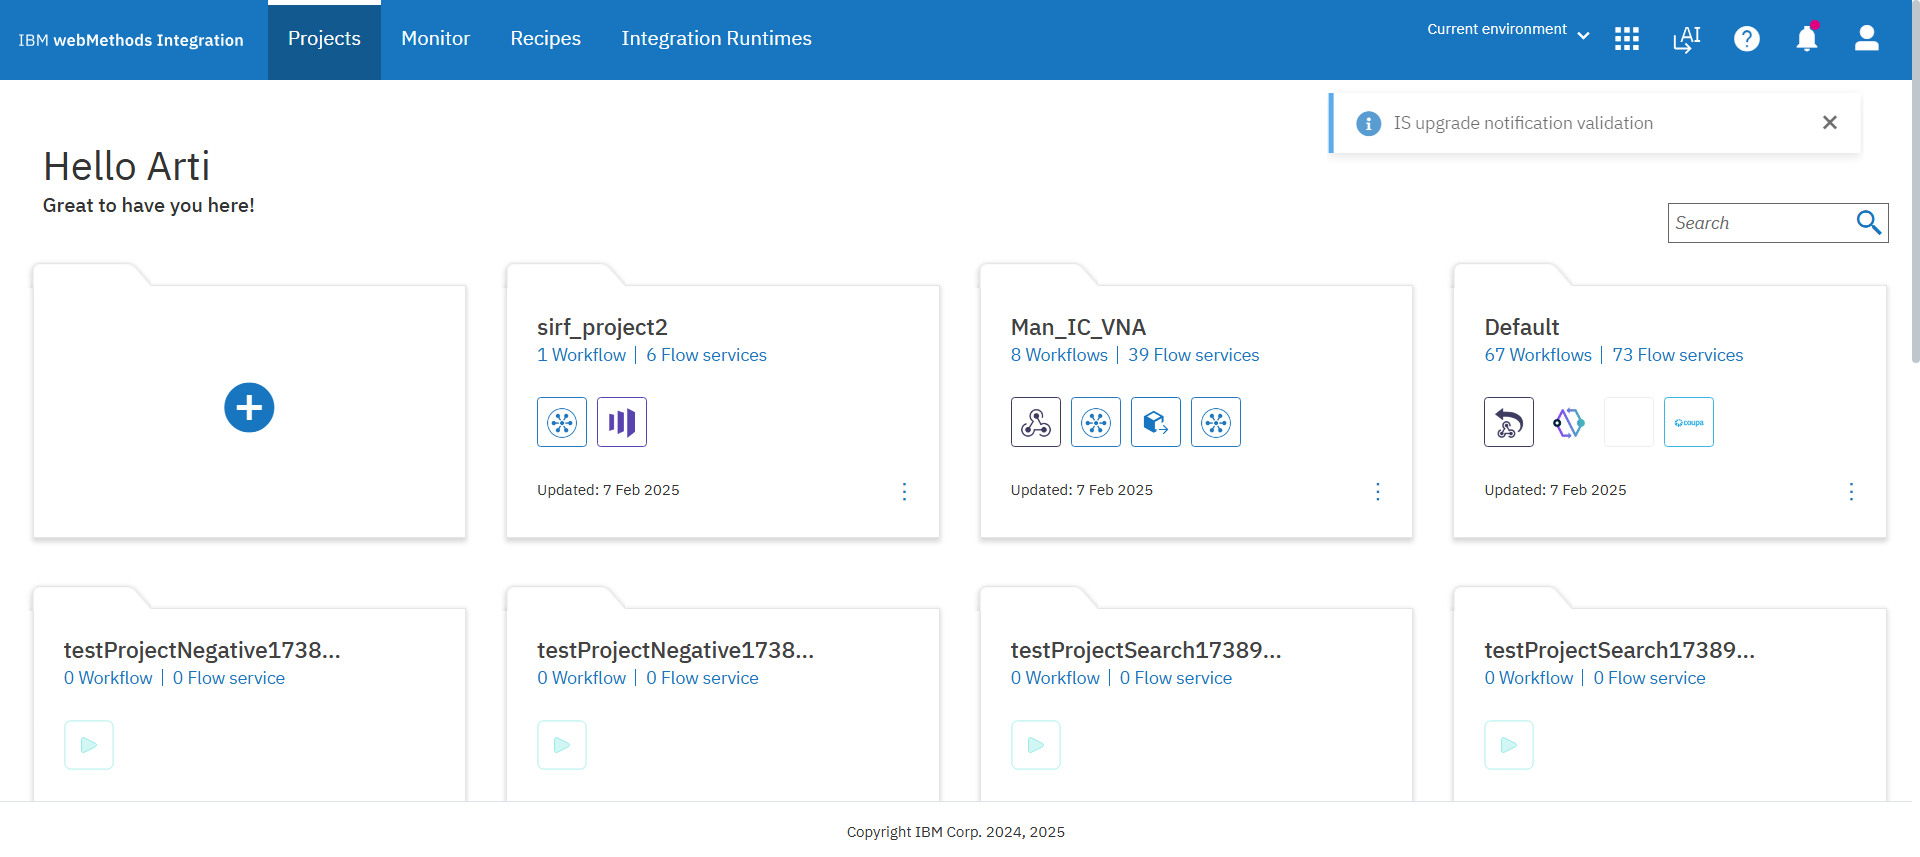 IBM webMethods Integration
Projects
Monitor
Recipes
Integration Runtimes
Current environment
AI
?
IS upgrade notification validation
Hello Arti
Great to have you here!
Search
sirf_project2
1 Workflow | 6 Flow services
Updated: 7 Feb 2025
Man_IC_VNA
8 Workflows | 39 Flow services
Updated: 7 Feb 2025
Default
67 Workflows | 73 Flow services
coupa
Updated: 7 Feb 2025
testProjectNegative1738...
0 Workflow | 0 Flow service
testProjectNegative1738...
0 Workflow | 0 Flow service
testProjectSearch17389...
0 Workflow | 0 Flow service
testProjectSearch17389...
0 Workflow | 0 Flow service
Copyright IBM Corp. 2024, 2025